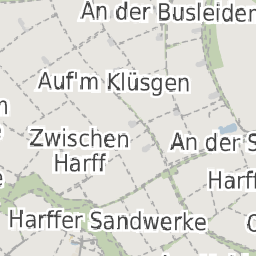 An der Busleiden
Auf'm Klüsgen
Zwischen
Harff
An der S
Harff
Harffer Sandwerke